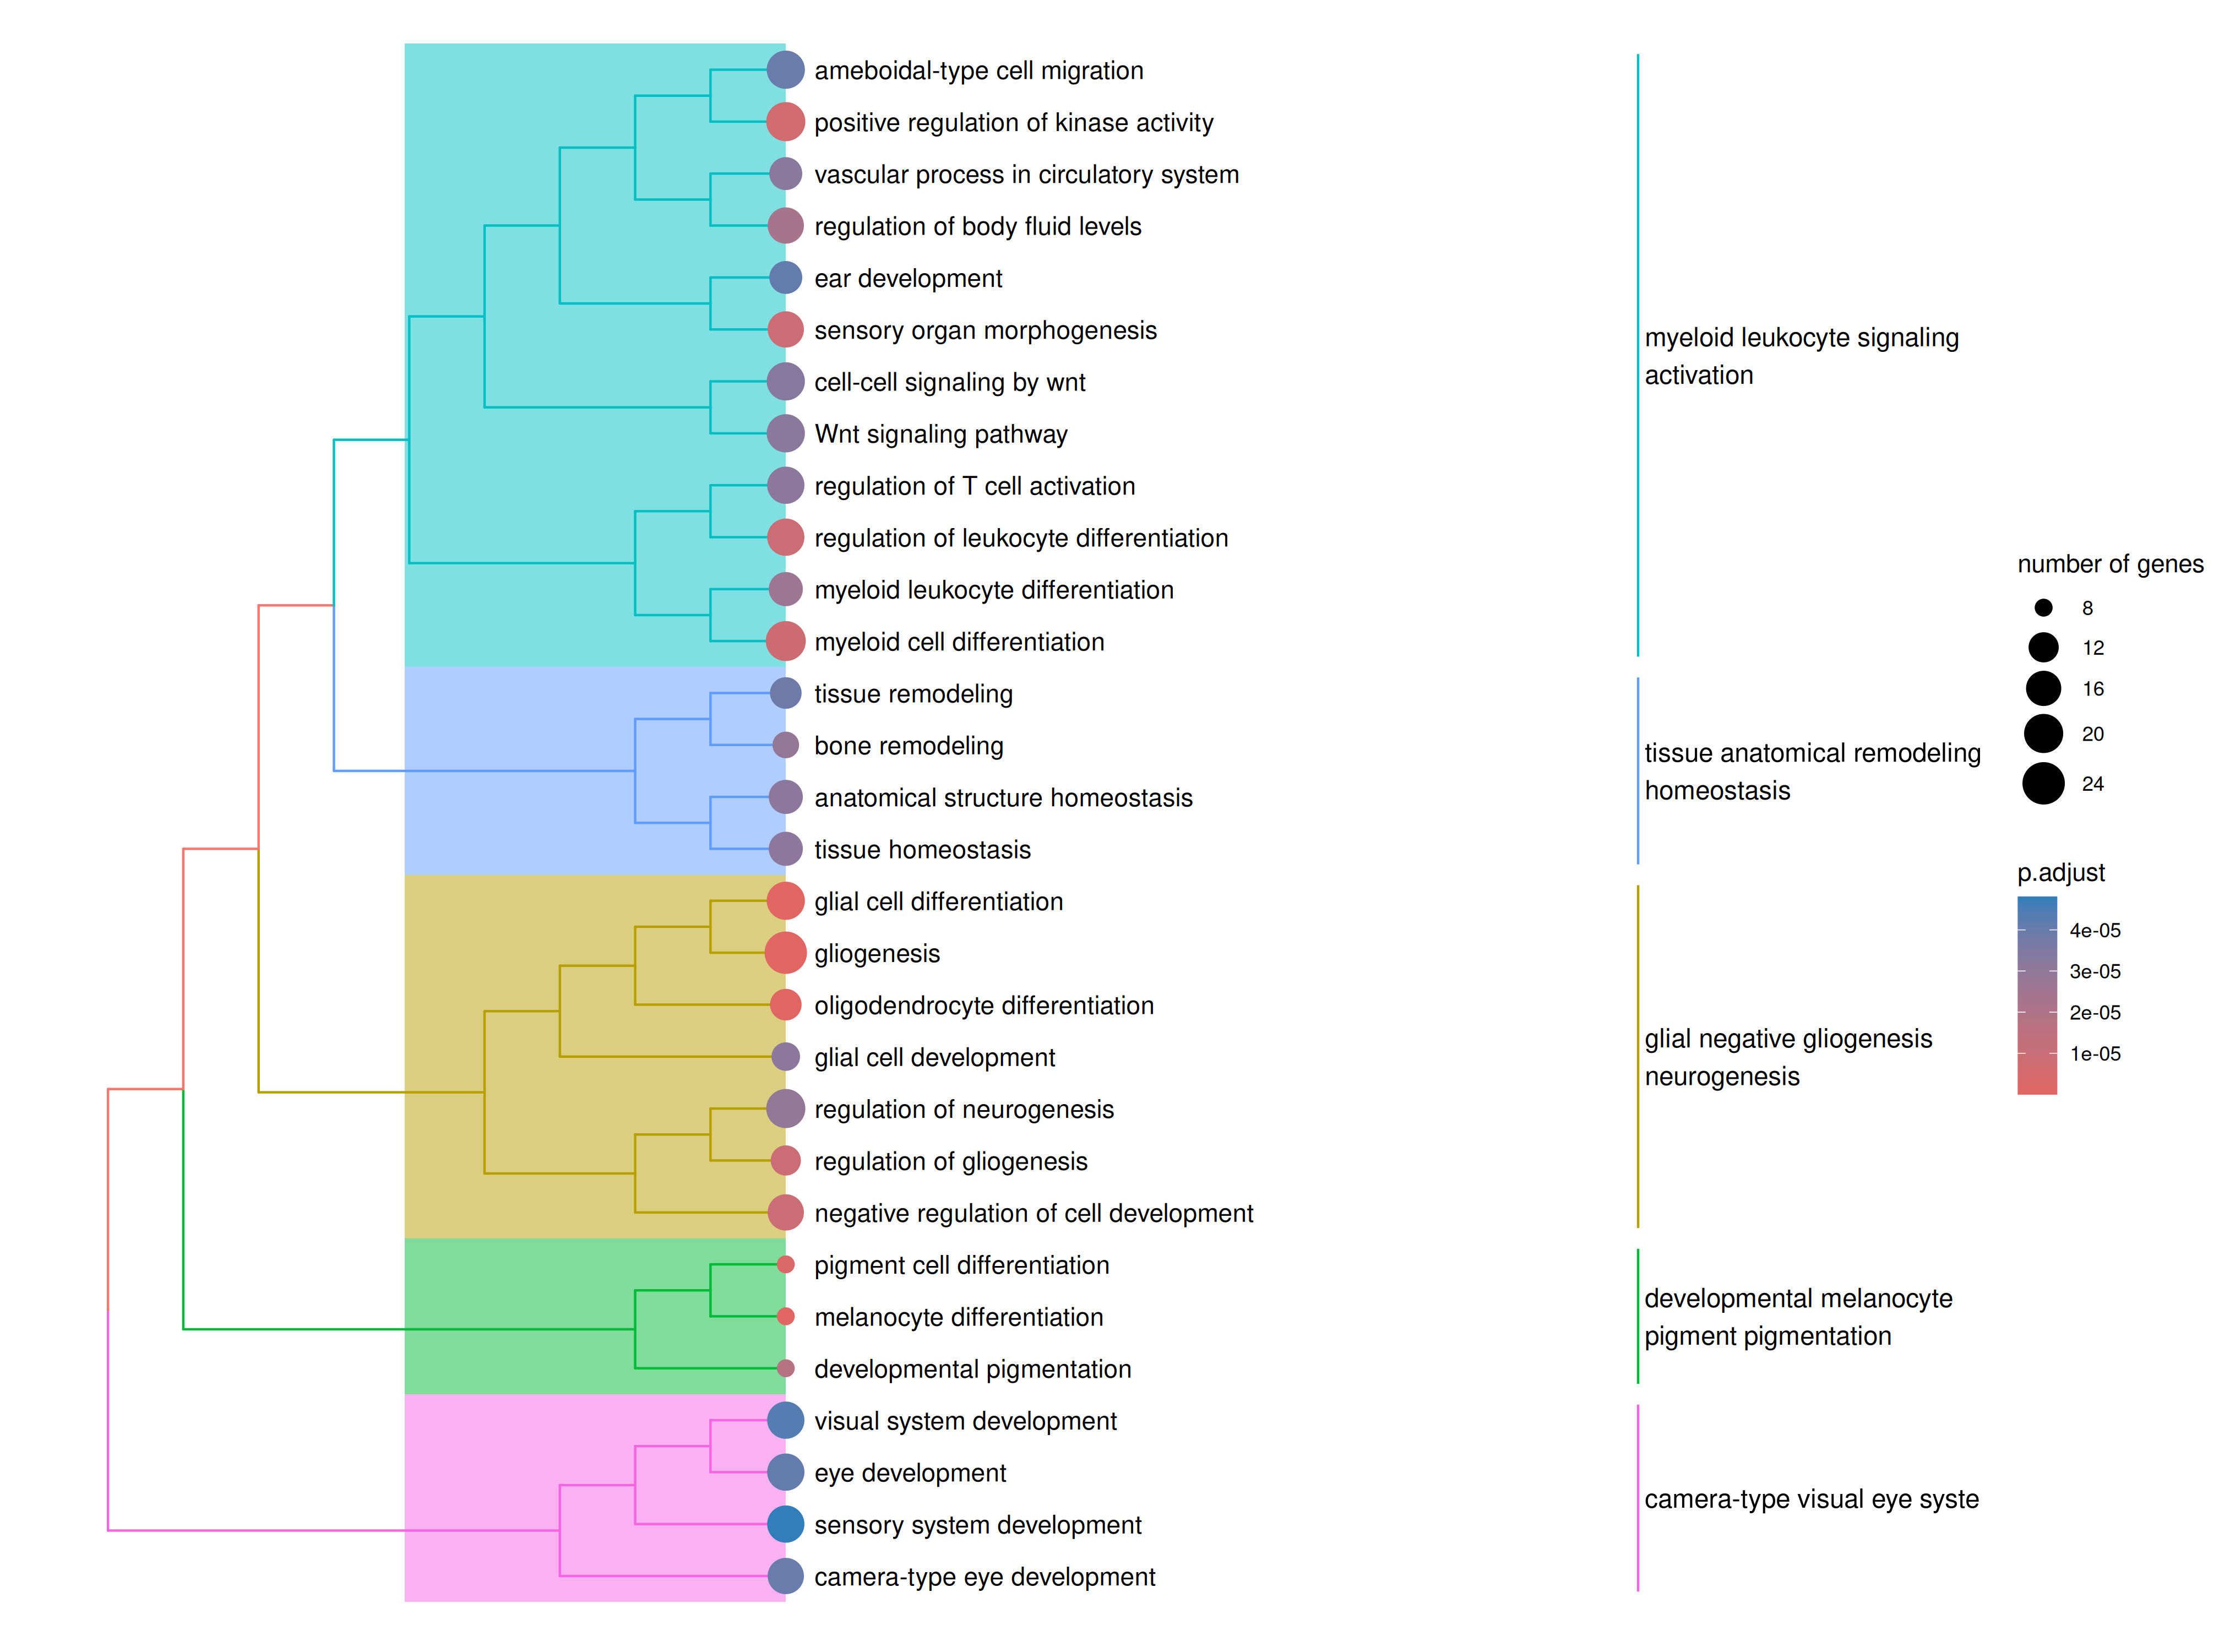 ameboidal-type cell migration
positive regulation of kinase activity
vascular process in circulatory system
regulation of body fluid levels
ear development
sensory organ morphogenesis
cell-cell signaling by wnt
Wnt signaling pathway
regulation of T cell activation
regulation of leukocyte differentiation
myeloid leukocyte differentiation
myeloid cell differentiation
tissue remodeling
bone remodeling
anatomical structure homeostasis
tissue homeostasis
glial cell differentiation
gliogenesis
oligodendrocyte differentiation
glial cell development
regulation of neurogenesis
regulation of gliogenesis
negative regulation of cell development
pigment cell differentiation
melanocyte differentiation
developmental pigmentation
visual system development
eye development
sensory system development
camera-type eye development
myeloid leukocyte signaling
activation
tissue anatomical remodeling
homeostasis
glial negative gliogenesis
neurogenesis
developmental melanocyte
pigment pigmentation
camera-type visual eye syste
number of genes
8
12
16
20
24
p.adjust
4e-05
3e-05
2e-05
1e-05